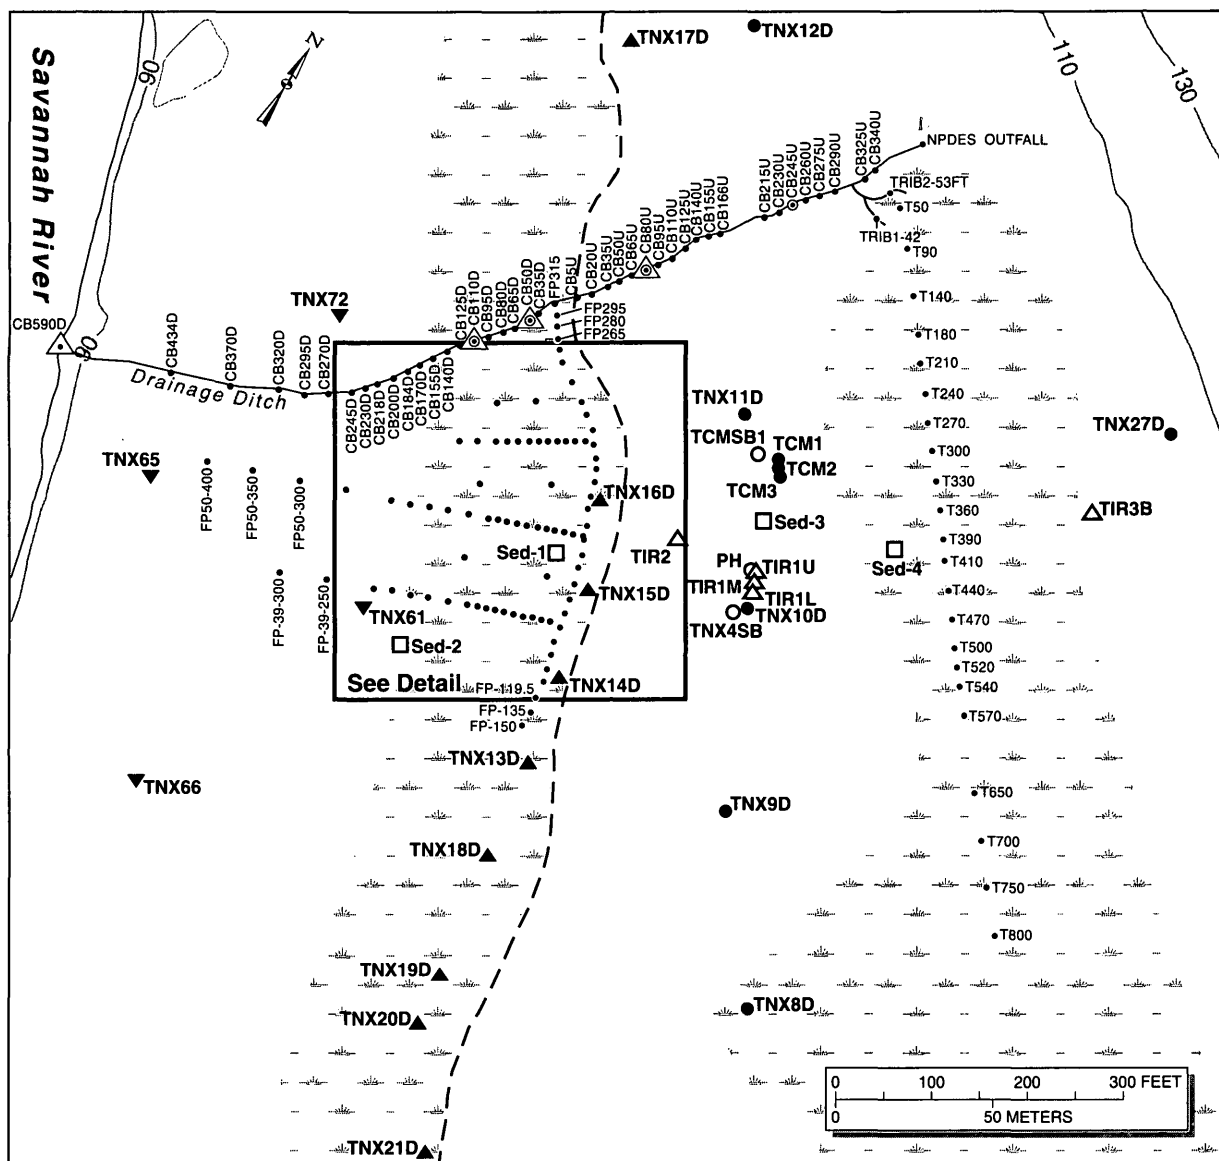 TNX17D
TNX12D
110
130
90
N
Savannah River
NPDES OUTFALL
CB325U
CB340U
CB215U
CB230U
CB245U
CB260U
CB275U
CB290U
TRIB2-53FT
T50
TRIB1-42
T90
CB5U
CB20U
CB35U
CB50U
CB65U
CB80U
CB95U
CB110U
CB125U
CB140U
CB155U
CB166U
TNX72
CB125D
CB110D
CB95D
CB80D
CB65D
CB50D
CB35D
FP315
FP295
FP280
FP265
T140
T180
T210
CB590D
90
CB434D
CB370D
CB320D
CB295D
CB270D
Drainage Ditch
CB245D
CB230D
CB218D
CB200D
CB184D
CB170D
CB155D
CB140D
T240
T270
T300
T330
T360
T390
T410
T440
T470
T500
T520
T540
T570
T650
T700
T750
T800
TNX11D
TCMSB1
TCM1
TCM2
TCM3
TNX27D
TNX65
FP50-400
FP50-350
FP50-300
TNX16D
Sed-3
TIR3B
TIR2
Sed-1
Sed-4
PH
TIR1U
TIR1M
TIR1L
TNX15D
TNX10D
TNX4SB
FP-39-300
FP-39-250
TNX61
Sed-2
See Detail
TNX14D
FP-119.5
FP-135
FP-150
TNX13D
TNX66
TNX9D
TNX18D
TNX19D
TNX20D
TNX8D
TNX21D
0 100 200 300 FEET
0 50 METERS